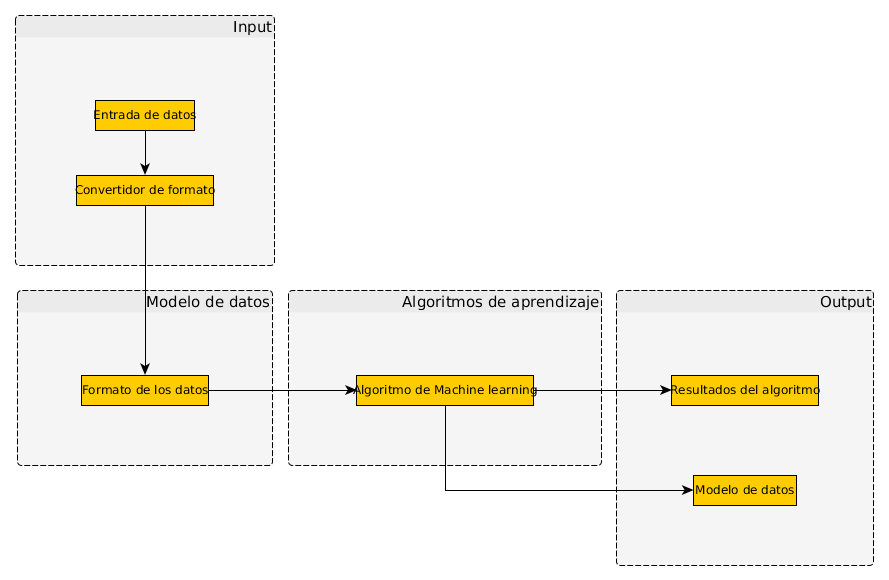 Input
Entrada de datos
Convertidor de formato
Modelo de datos
Algoritmos de aprendizaje
Output
Formato de los datos
Algoritmo de Machine learning
Resultados del algoritmo
Modelo de datos